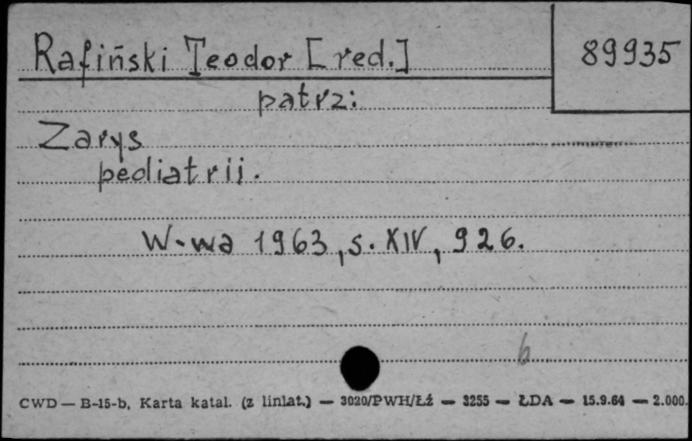 Rafiński Teodor [red.]
89935
patrz:
Zarys
pediatrii.
W-wa 1963, s. XIV, 926.
b
CWD — B-15-b, Karta katal. (z liniat.) — 3020/PWH/Łź — 3255 — ŁDA — 15.9.64 — 2.000.